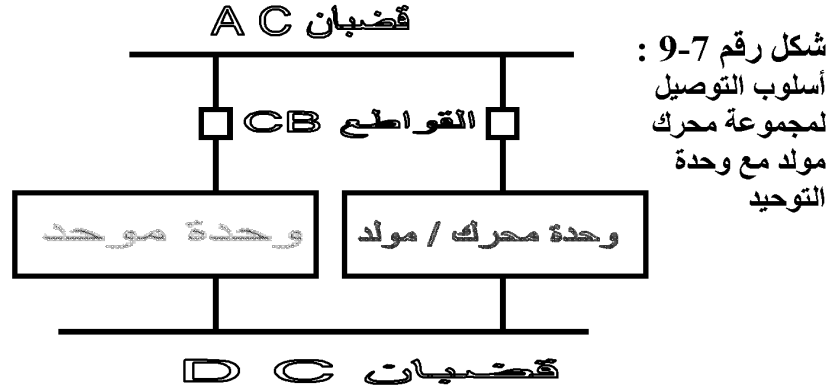 قضبان A C
شكل رقم 7-9 :
أسلوب التوصيل
لمجموعة محرك
مولد مع وحدة
التوحيد
القواطع CB
وحدة محرك / مولد
وحدة موحد
قضبان D C